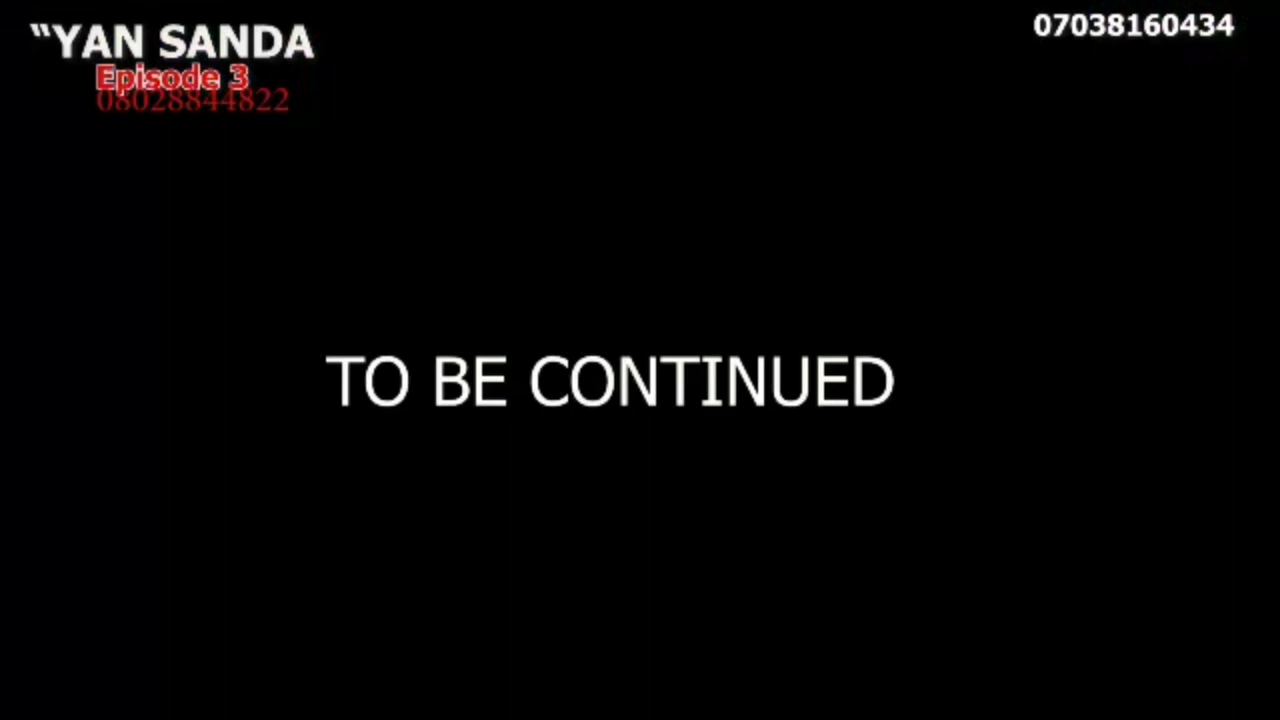 ‟YAN SANDA
Episode 3
08028844822
07038160434
TO BE CONTINUED